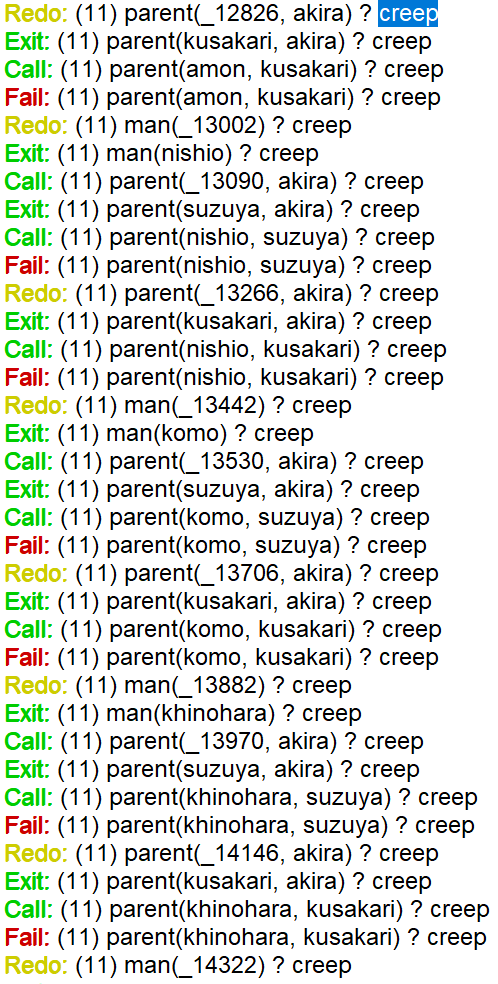 Redo: (11) parent(_12826, akira) ? creep
Exit: (11) parent(kusakari, akira) ? creep
Call: (11) parent(amon, kusakari) ? creep
Fail: (11) parent(amon, kusakari) ? creep
Redo: (11) man(_13002) ? creep
Exit: (11) man(nishio) ? creep
Call: (11) parent(_13090, akira) ? creep
Exit: (11) parent(suzuya, akira) ? creep
Call: (11) parent(nishio, suzuya) ? creep
Fail: (11) parent(nishio, suzuya) ? creep
Redo: (11) parent(_13266, akira) ? creep
Exit: (11) parent(kusakari, akira) ? creep
Call: (11) parent(nishio, kusakari) ? creep
Fail: (11) parent(nishio, kusakari) ? creep
Redo: (11) man(_13442) ? creep
Exit: (11) man(komo) ? creep
Call: (11) parent(_13530, akira) ? creep
Exit: (11) parent(suzuya, akira) ? creep
Call: (11) parent(komo, suzuya) ? creep
Fail: (11) parent(komo, suzuya) ? creep
Redo: (11) parent(_13706, akira) ? creep
Exit: (11) parent(kusakari, akira) ? creep
Call: (11) parent(komo, kusakari) ? creep
Fail: (11) parent(komo, kusakari) ? creep
Redo: (11) man(_13882) ? creep
Exit: (11) man(khinohara) ? creep
Call: (11) parent(_13970, akira) ? creep
Exit: (11) parent(suzuya, akira) ? creep
Call: (11) parent(khinohara, suzuya) ? creep
Fail: (11) parent(khinohara, suzuya) ? creep
Redo: (11) parent(_14146, akira) ? creep
Exit: (11) parent(kusakari, akira) ? creep
Call: (11) parent(khinohara, kusakari) ? creep
Fail: (11) parent(khinohara, kusakari) ? creep
Redo: (11) man(_14322) ? creep